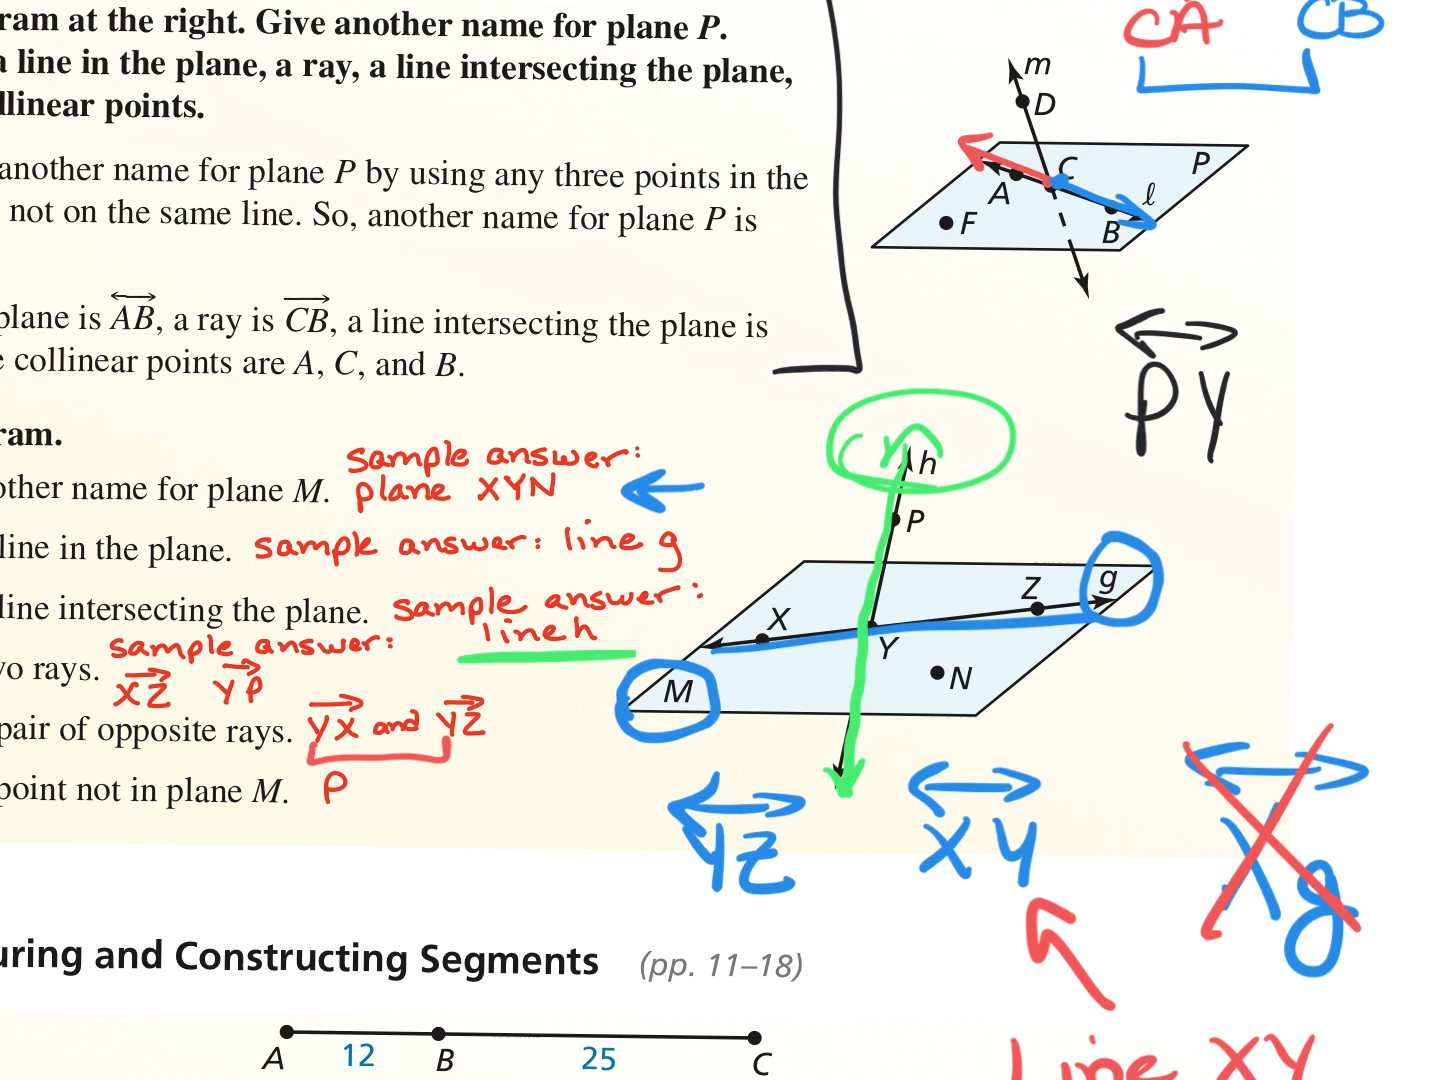 ram at the right. Give another name for plane P.
a line in the plane, a ray, a line intersecting the plane,
llinear points.
another name for plane P by using any three points in the
not on the same line. So, another name for plane P is
plane is AB, a ray is CB, a line intersecting the plane is
e collinear points are A, C, and B.
CA CB
m
D
C
P
A
ℓ
F
B
PY
ram.
other name for plane M. sample answer:
plane XYN
line in the plane. sample answer: line g
line intersecting the plane. sample answer:
line h
vo rays. sample answer:
XZ YP
pair of opposite rays. YX and YZ
point not in plane M. P
h
P
Z
g
X
Y
M
N
YZ XY Xg
Line XY
uring and Constructing Segments (pp. 11–18)
A 12 B 25 C